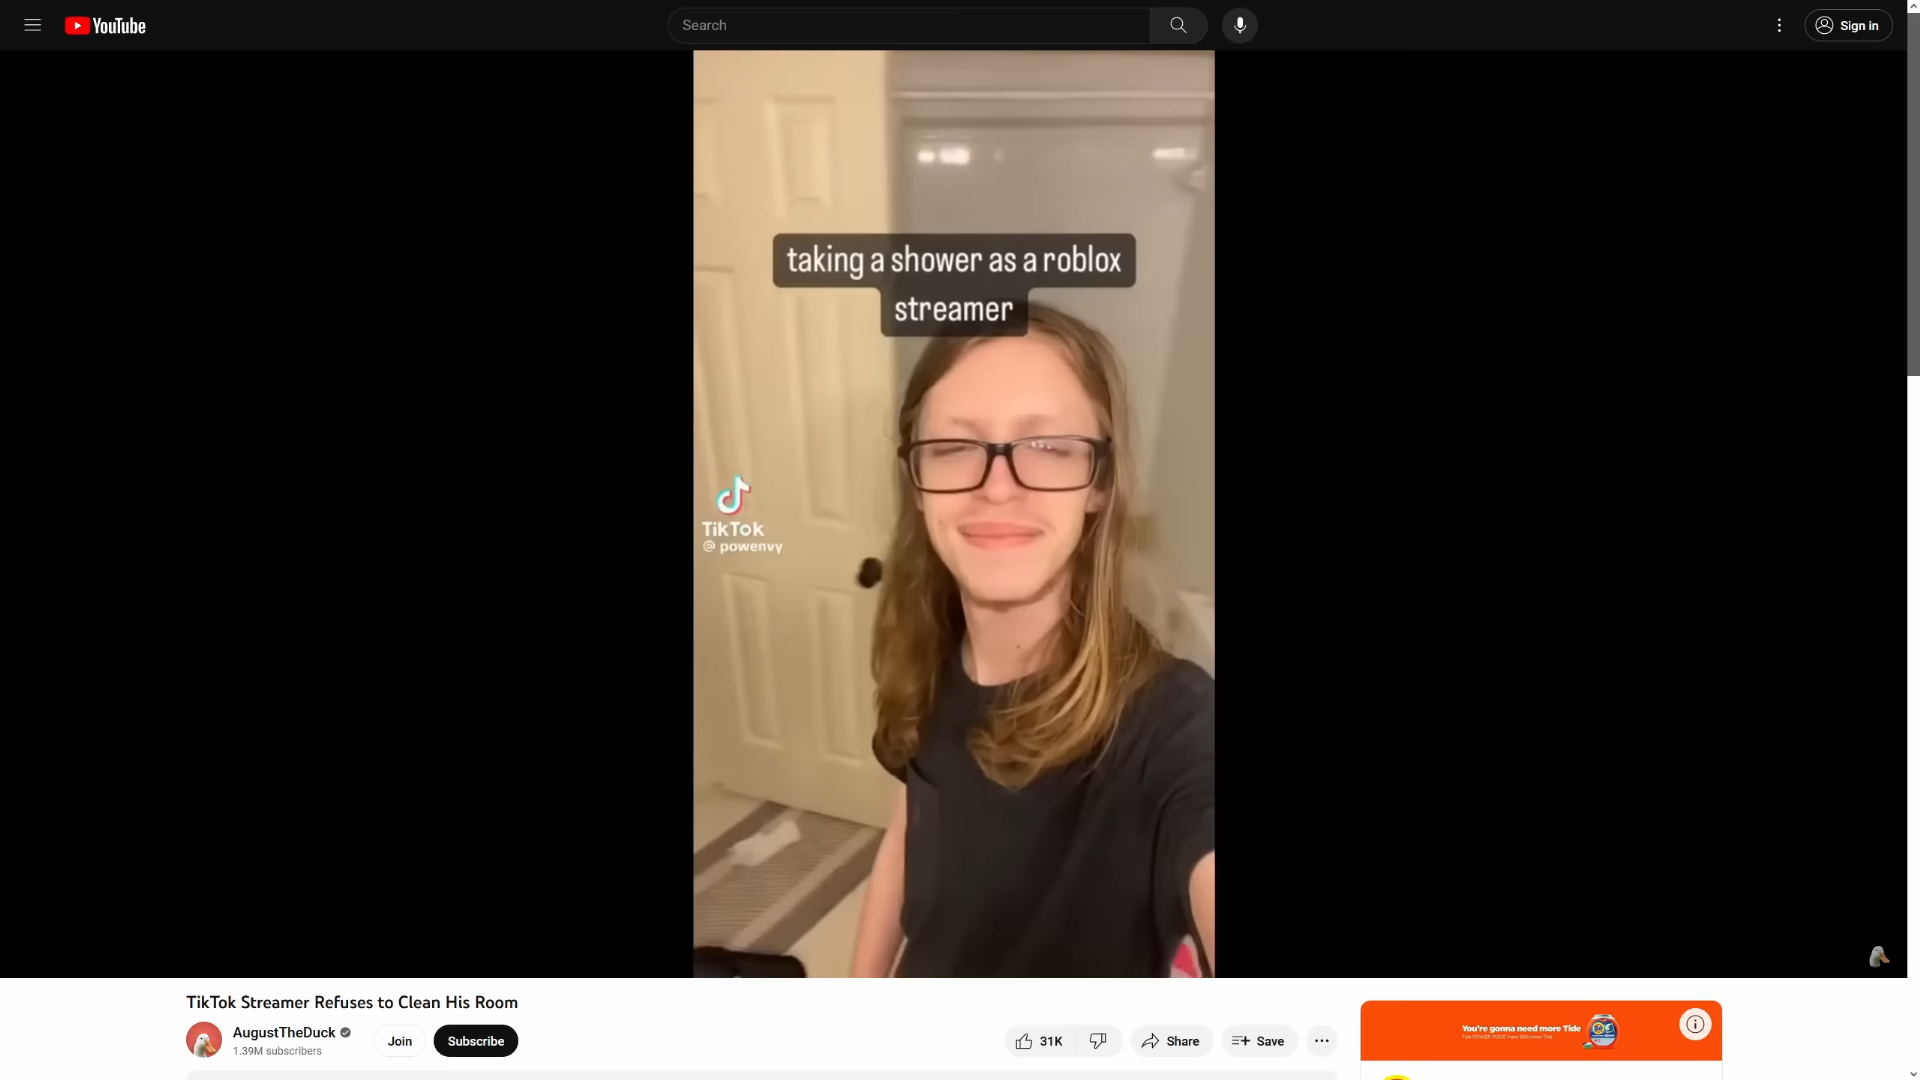 YouTube
Search
Sign in
taking a shower as a roblox
streamer
TikTok
@ powenvy
TikTok Streamer Refuses to Clean His Room
AugustTheDuck
1.39M subscribers
Join
Subscribe
31K
Share
Save
You're gonna need more Tide